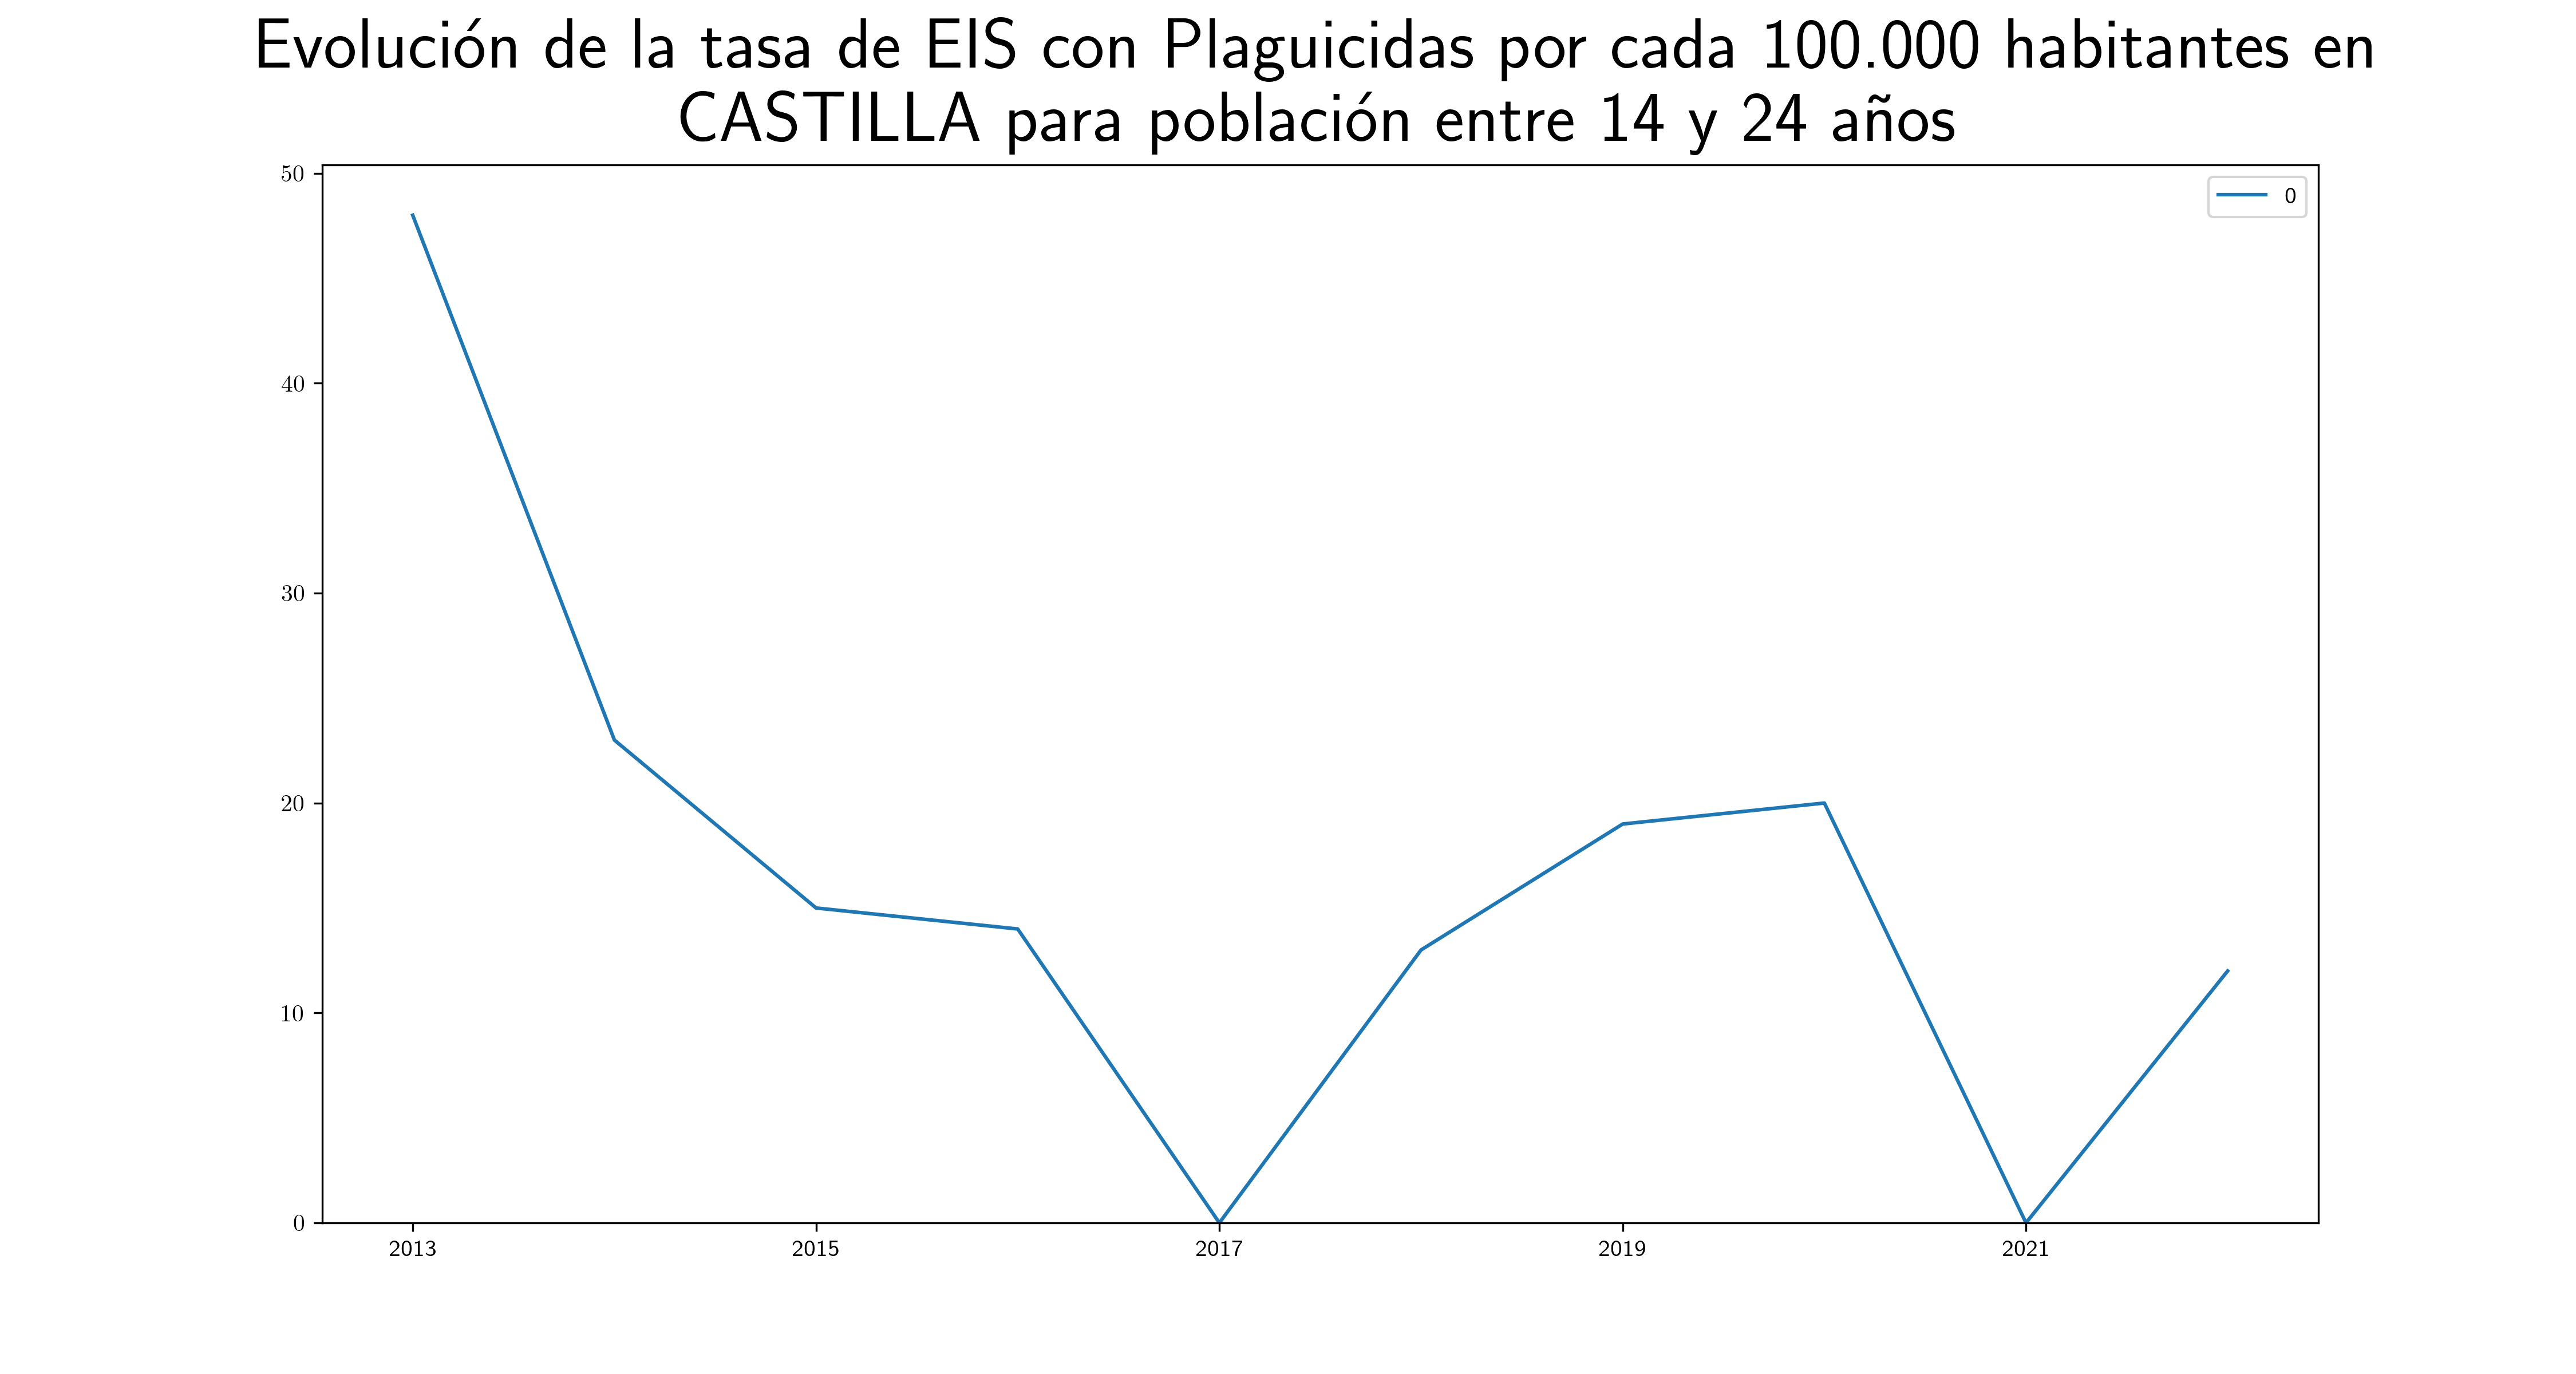 Evolución de la tasa de EIS con Plaguicidas por cada 100.000 habitantes en
CASTILLA para población entre 14 y 24 años
0
50
40
30
20
10
0
2013 2015 2017 2019 2021